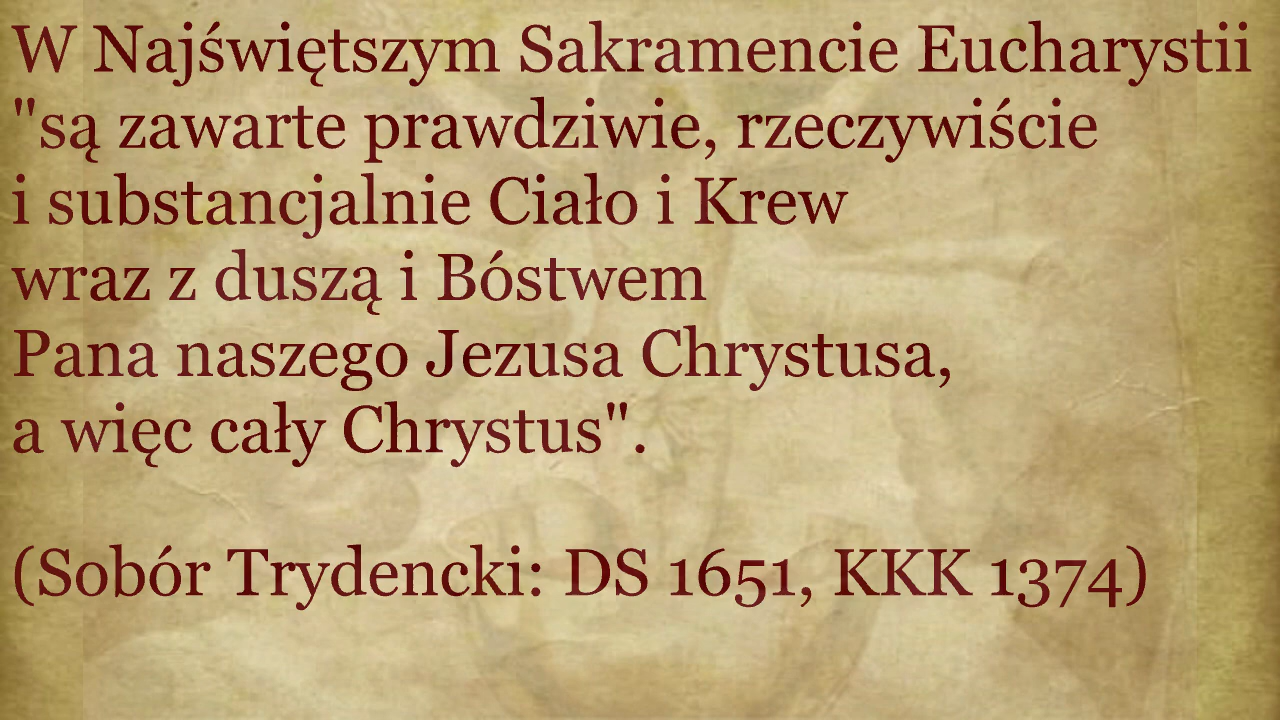 W Najświętszym Sakramencie Eucharystii
"są zawarte prawdziwie, rzeczywiście
i substancjalnie Ciało i Krew
wraz z duszą i Bóstwem
Pana naszego Jezusa Chrystusa,
a więc cały Chrystus".
(Sobór Trydencki: DS 1651, KKK 1374)